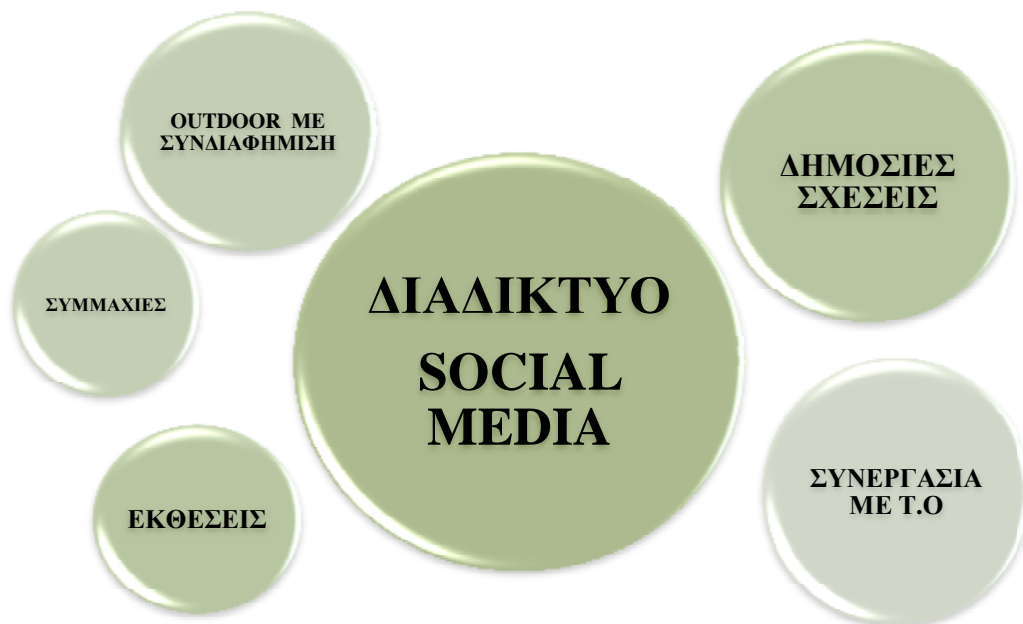 OUTDOOR ΜΕ
ΣΥΝΔΙΑΦΗΜΙΣΗ
ΔΗΜΟΣΙΕΣ
ΣΧΕΣΕΙΣ
ΣΥΜΜΑΧΙΕΣ
ΔΙΑΔΙΚΤΥΟ
SOCIAL
MEDIA
ΕΚΘΕΣΕΙΣ
ΣΥΝΕΡΓΑΣΙΑ
ΜΕ Τ.Ο